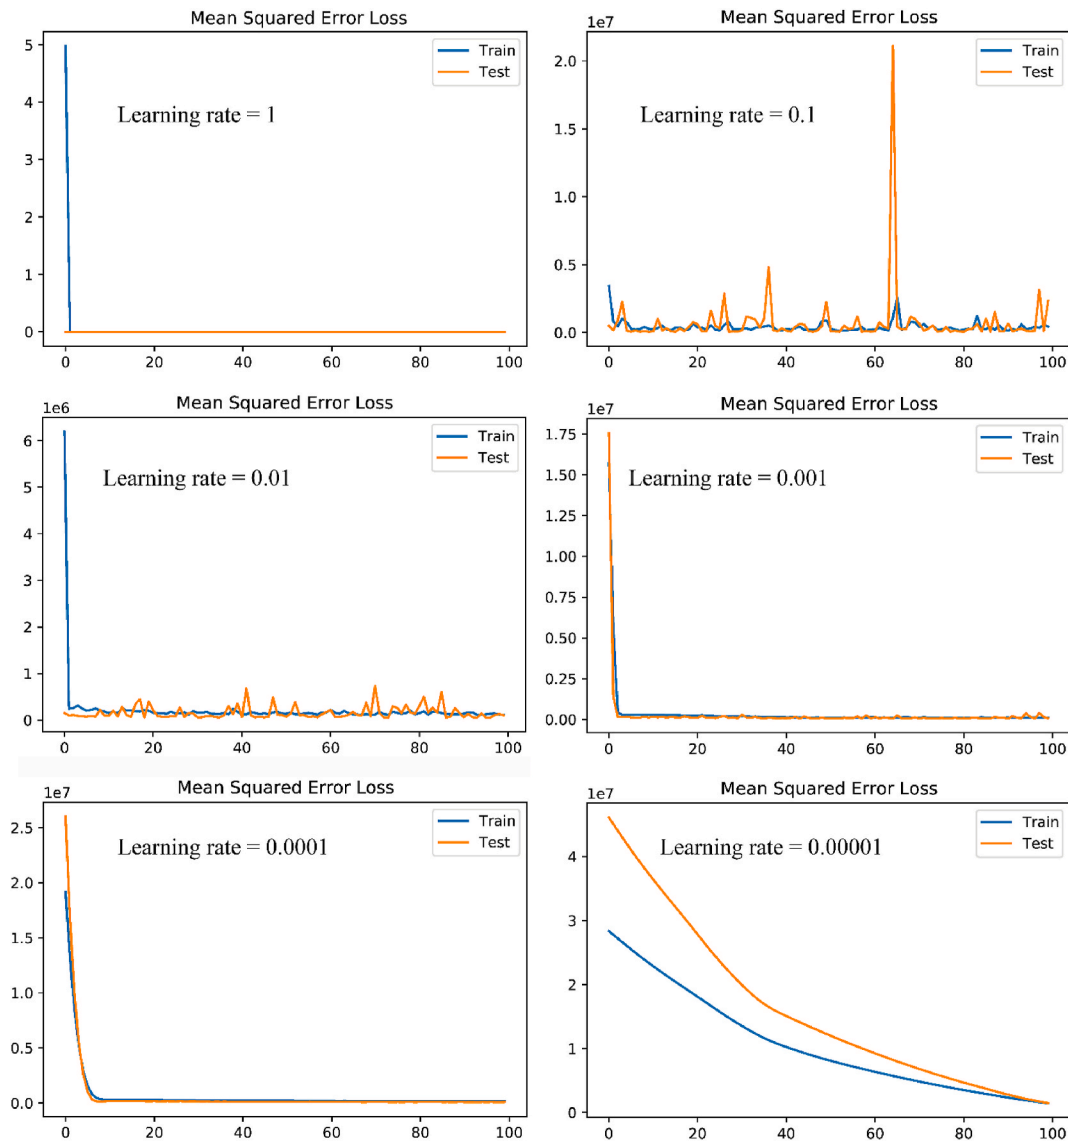 Mean Squared Error Loss
Train
Test
Learning rate = 1
5
4
3
2
1
0
0 20 40 60 80 100
Mean Squared Error Loss
1e7
Train
Test
Learning rate = 0.1
2.0
1.5
1.0
0.5
0.0
0 20 40 60 80 100
Mean Squared Error Loss
1e6
Train
Test
Learning rate = 0.01
6
5
4
3
2
1
0
0 20 40 60 80 100
Mean Squared Error Loss
1e7
Train
Test
Learning rate = 0.001
1.75
1.50
1.25
1.00
0.75
0.50
0.25
0.00
0 20 40 60 80 100
Mean Squared Error Loss
1e7
Train
Test
Learning rate = 0.0001
2.5
2.0
1.5
1.0
0.5
0.0
0 20 40 60 80 100
Mean Squared Error Loss
1e7
Train
Test
Learning rate = 0.00001
4
3
2
1
0
0 20 40 60 80 100